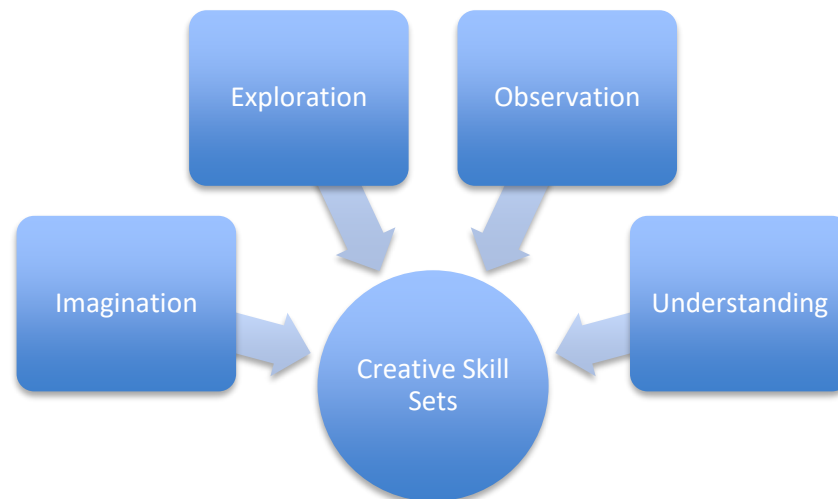 Exploration
Observation
Imagination
Understanding
Creative Skill
Sets